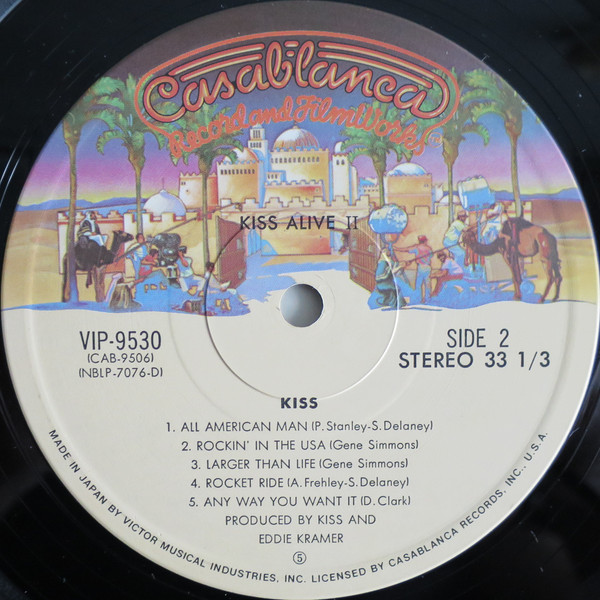 Casablanca
Record and FilmWorks
KISS ALIVE II
VIP-9530
(CAB-9506)
(NBLP-7076-D)
SIDE 2
STEREO 33 1/3
KISS
1. ALL AMERICAN MAN (P. Stanley-S. Delaney)
2. ROCKIN' IN THE USA (Gene Simmons)
3. LARGER THAN LIFE (Gene Simmons)
4. ROCKET RIDE (A. Frehley-S. Delaney)
5. ANY WAY YOU WANT IT (D. Clark)
PRODUCED BY KISS AND
EDDIE KRAMER
5
MADE IN JAPAN BY VICTOR MUSICAL INDUSTRIES, INC. LICENSED BY CASABLANCA RECORDS, INC., U.S.A.